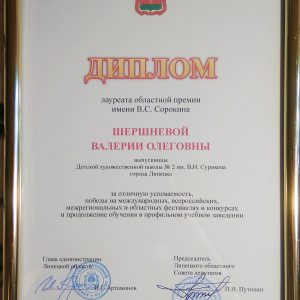 ДИПЛОМ
лауреата областной премии
имени В.С. Сорокина
ШЕРШНЕВОЙ
ВАЛЕРИИ ОЛЕГОВНЫ
выпускницы
Детской художественной школы № 2 им. В.И. Сурикова
города Липецка
за отличную успеваемость,
победы на международных, всероссийских,
межрегиональных и областных фестивалях и конкурсах
и продолжение обучения в профильном учебном заведении
Глава администрации
Липецкой области
Председатель
Липецкого областного
Совета депутатов
И.Г. Артамонов
П.И. Путилин